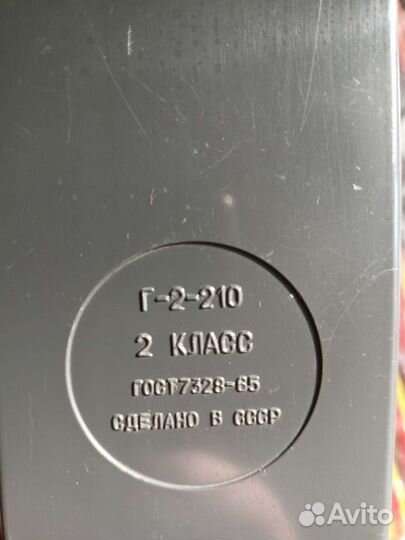 Г-2-210
2 КЛАСС
ГОСТ7328-65
СДЕЛАНО В СССР
Avito